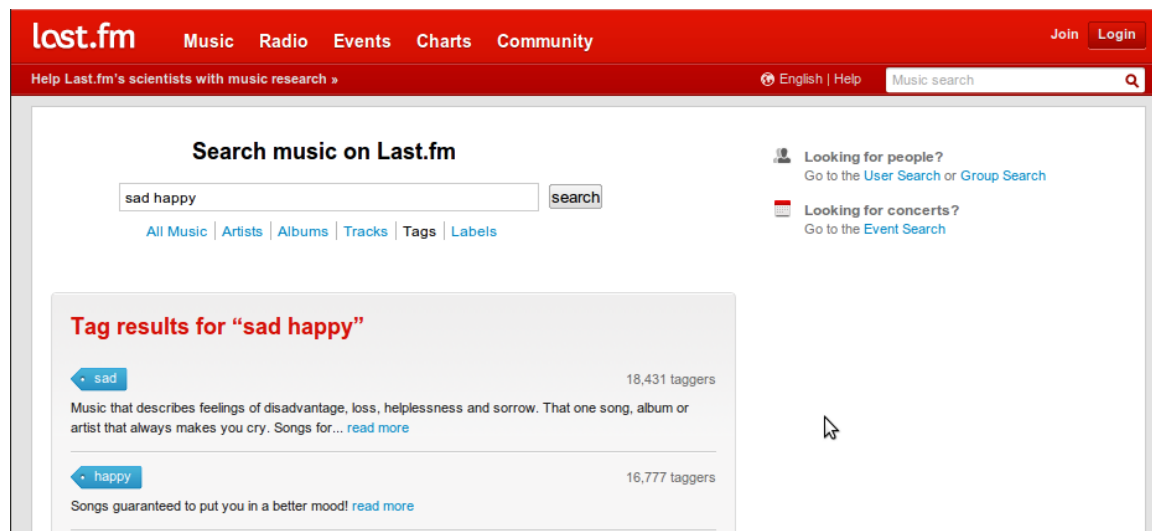 last.fm Music Radio Events Charts Community Join Login
Help Last.fm's scientists with music research » English | Help Music search
Search music on Last.fm
sad happy search
All Music | Artists | Albums | Tracks | Tags | Labels
Looking for people?
Go to the User Search or Group Search
Looking for concerts?
Go to the Event Search
Tag results for “sad happy”
sad 18,431 taggers
Music that describes feelings of disadvantage, loss, helplessness and sorrow. That one song, album or
artist that always makes you cry. Songs for... read more
happy 16,777 taggers
Songs guaranteed to put you in a better mood! read more